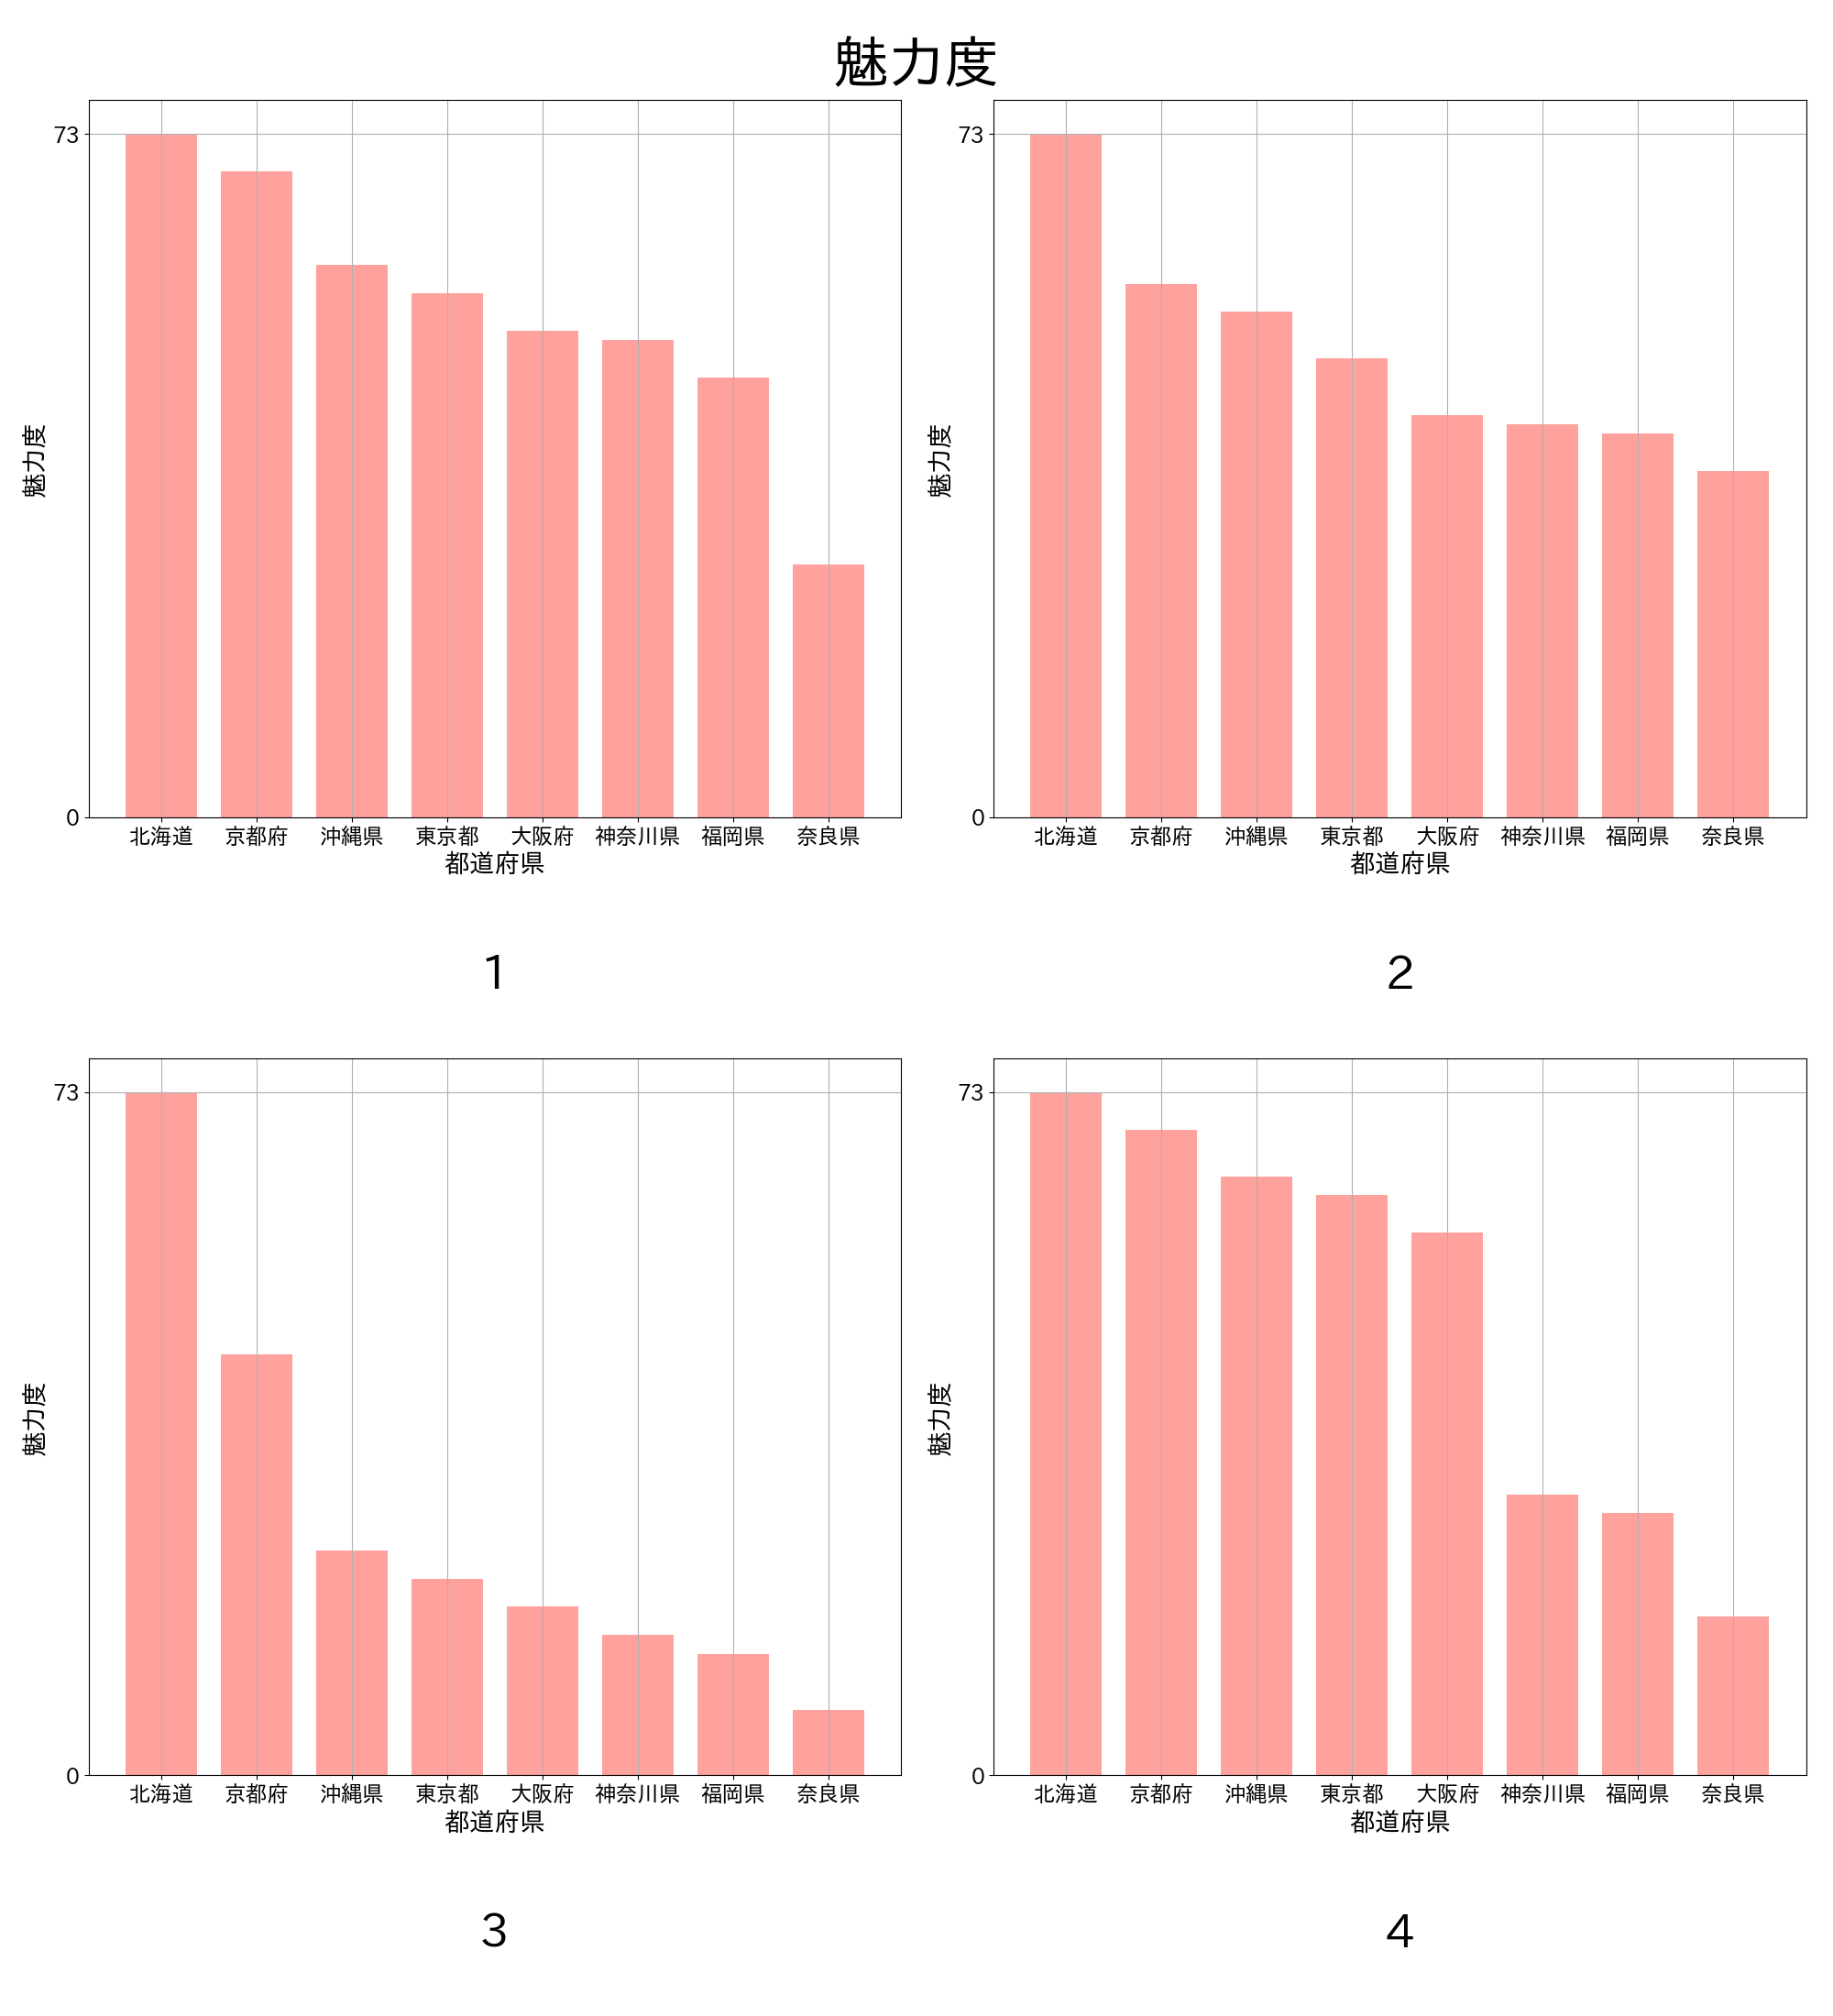 魅力度
73
0
魅力度
北海道 京都府 沖縄県 東京都 大阪府 神奈川県 福岡県 奈良県
都道府県
1
73
0
魅力度
北海道 京都府 沖縄県 東京都 大阪府 神奈川県 福岡県 奈良県
都道府県
2
73
0
魅力度
北海道 京都府 沖縄県 東京都 大阪府 神奈川県 福岡県 奈良県
都道府県
3
73
0
魅力度
北海道 京都府 沖縄県 東京都 大阪府 神奈川県 福岡県 奈良県
都道府県
4